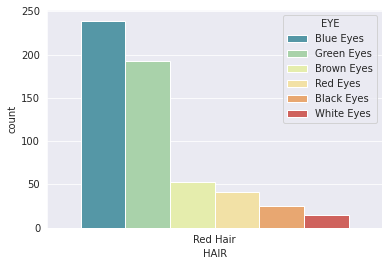 250
200
150
100
50
0
count
EYE
Blue Eyes
Green Eyes
Brown Eyes
Red Eyes
Black Eyes
White Eyes
Red Hair
HAIR